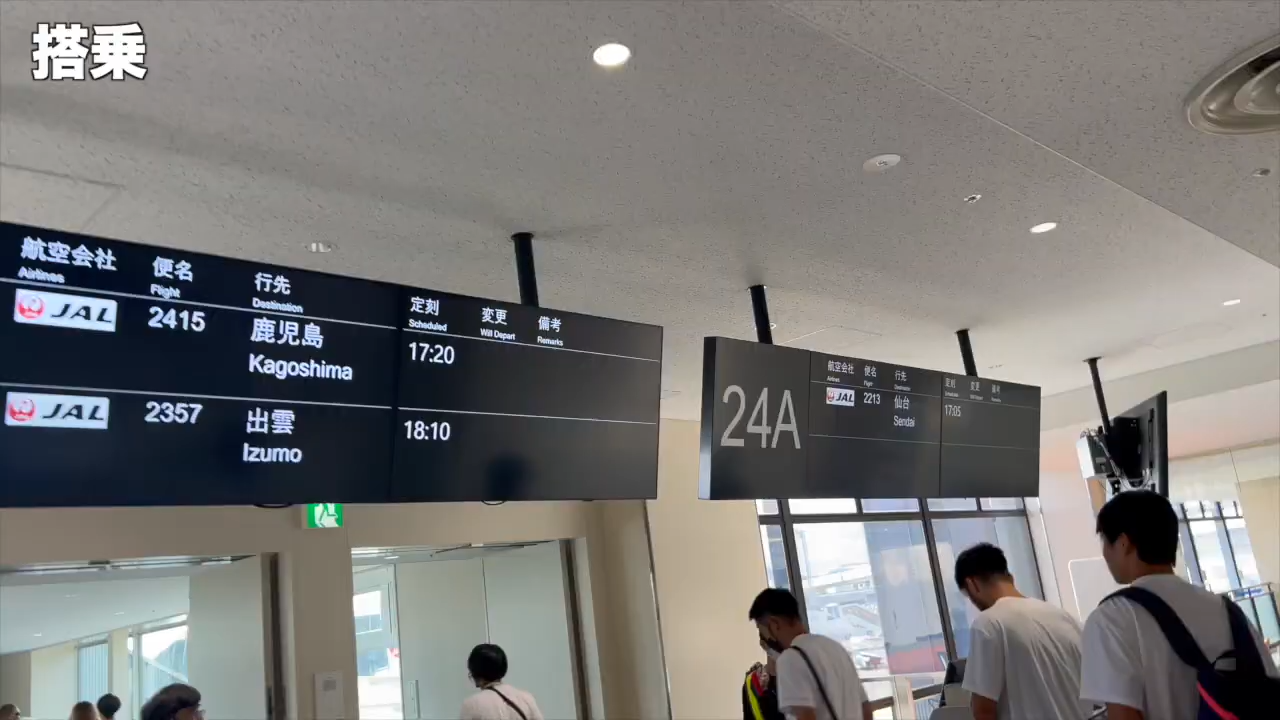 搭乗
航空会社 便名 行先 定刻 変更 備考
Airlines Flight Destination Scheduled Will Depart Remarks
JAL 2415 鹿児島 17:20
Kagoshima
JAL 2357 出雲 18:10
Izumo
24A
航空会社 便名 行先 定刻 変更 備考
Airlines Flight Destination
JAL 2213 仙台 17:05
Sendai